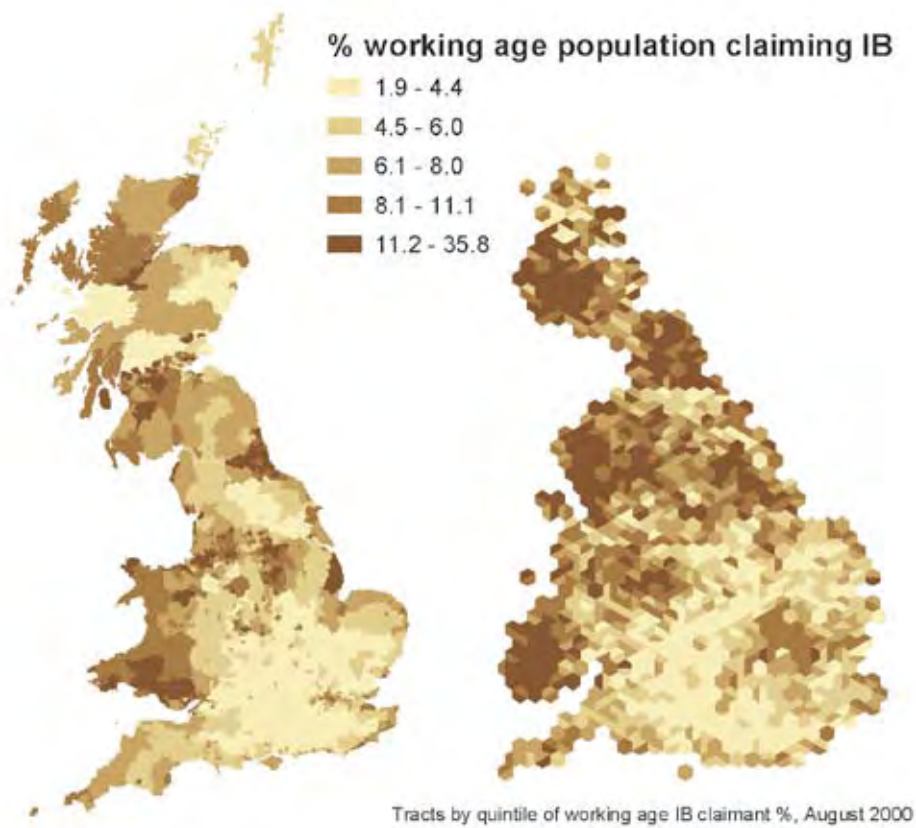 % working age population claiming IB
1.9 - 4.4
4.5 - 6.0
6.1 - 8.0
8.1 - 11.1
11.2 - 35.8
Tracts by quintile of working age IB claimant %, August 2000